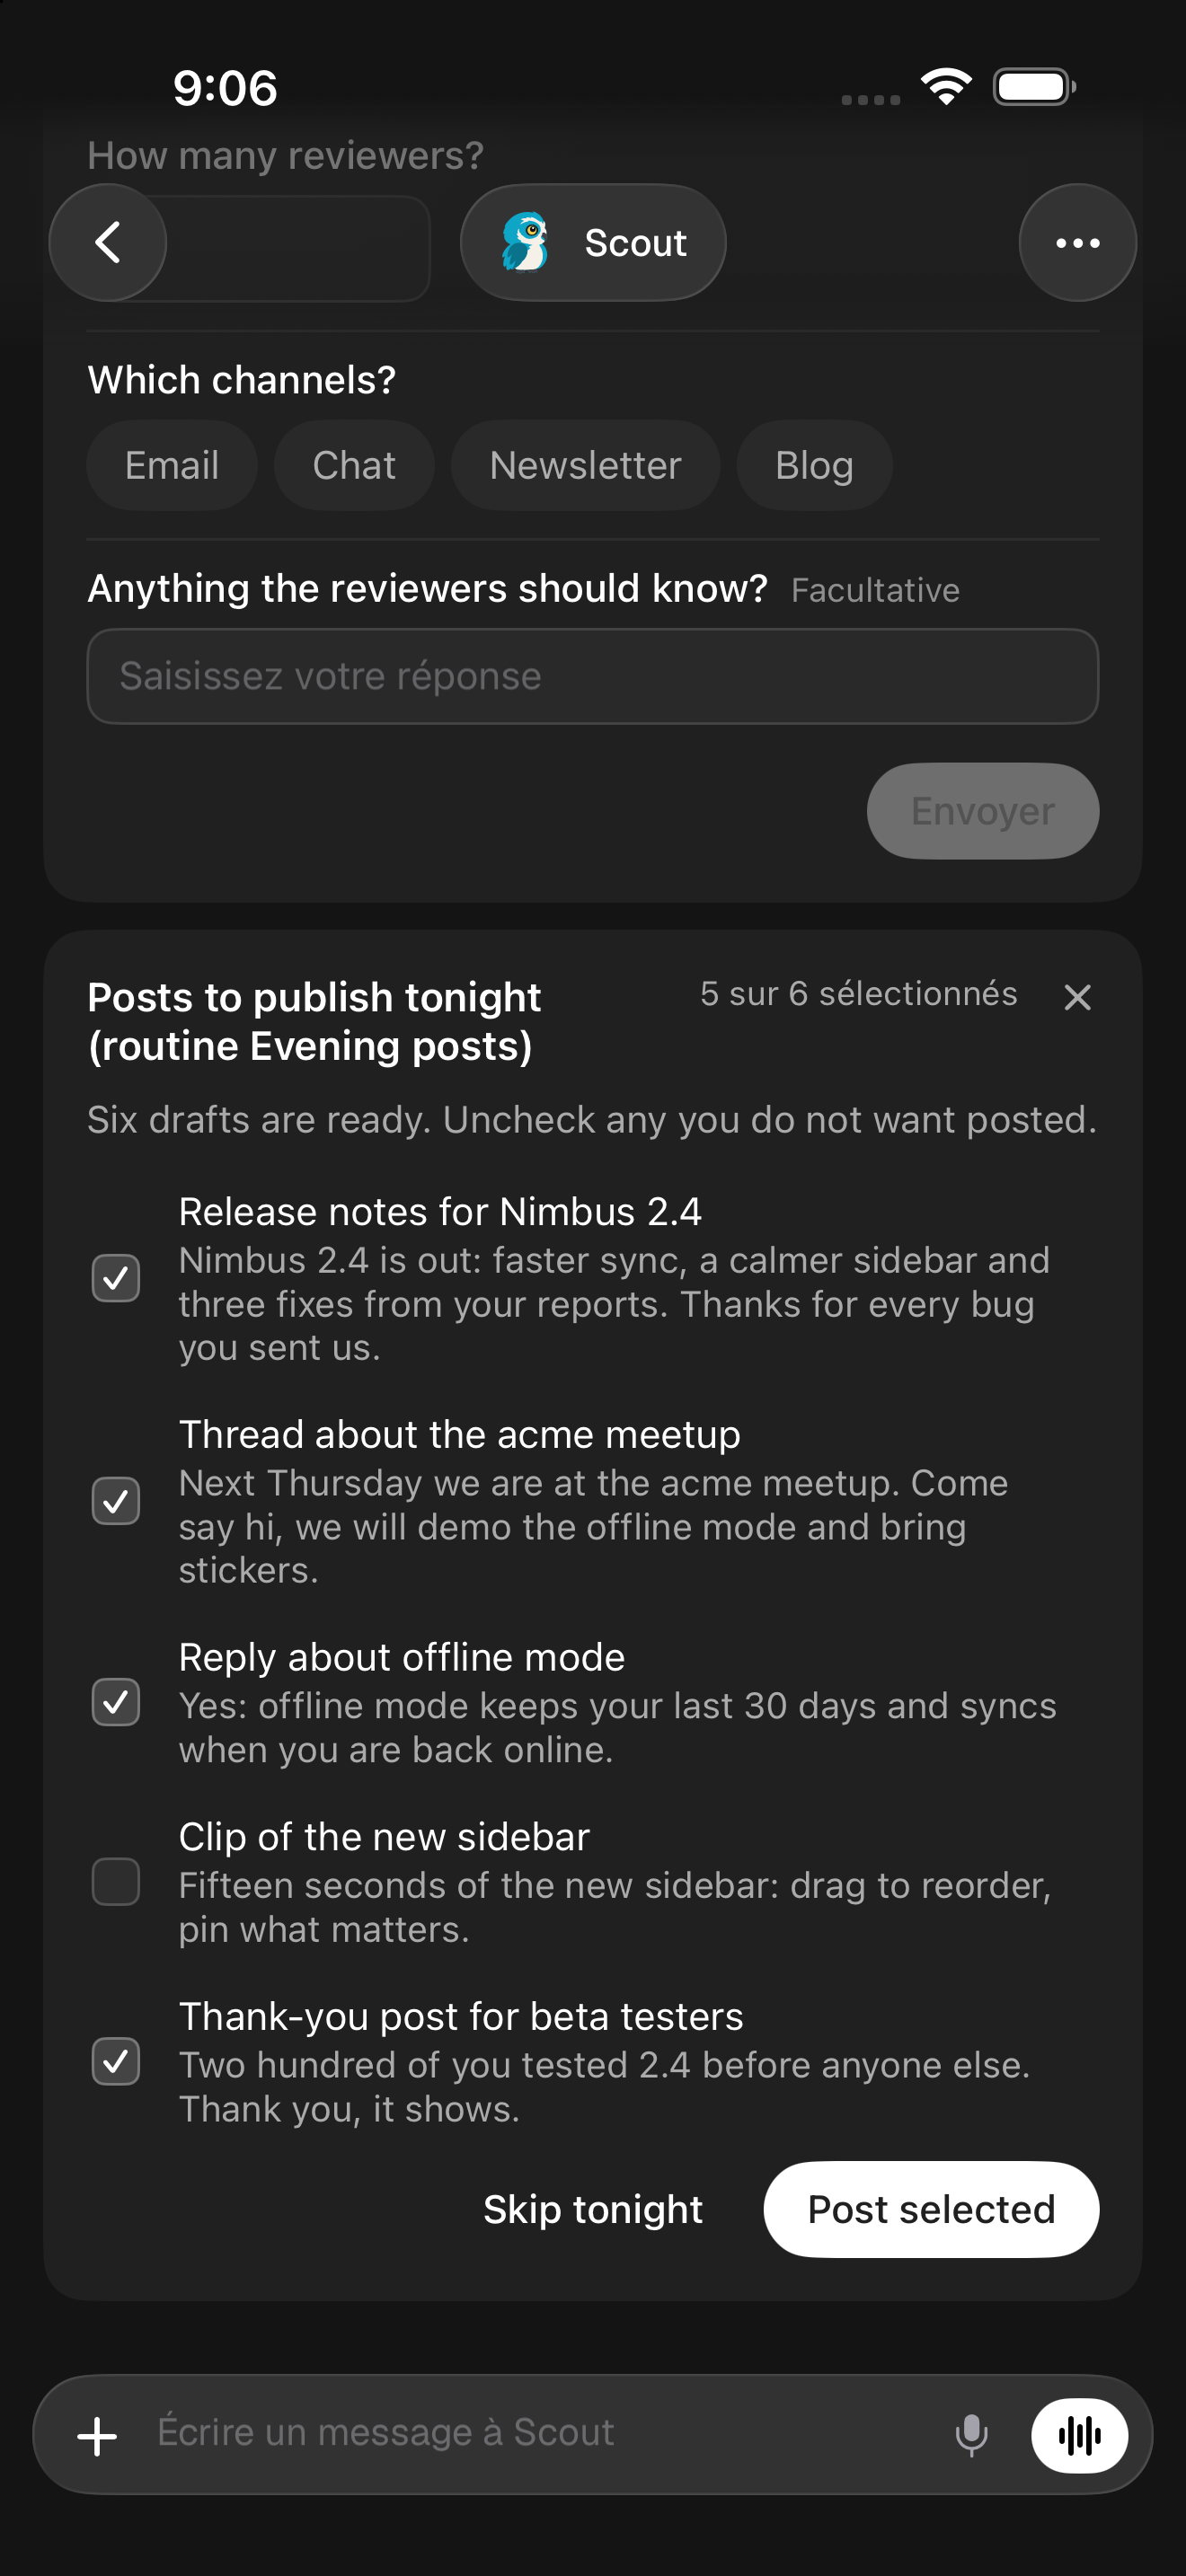 9:06
How many reviewers?
Scout
Which channels?
Email
Chat
Newsletter
Blog
Anything the reviewers should know? Facultative
Saisissez votre réponse
Envoyer
Posts to publish tonight
(routine Evening posts)
5 sur 6 sélectionnés
Six drafts are ready. Uncheck any you do not want posted.
Release notes for Nimbus 2.4
Nimbus 2.4 is out: faster sync, a calmer sidebar and
three fixes from your reports. Thanks for every bug
you sent us.
Thread about the acme meetup
Next Thursday we are at the acme meetup. Come
say hi, we will demo the offline mode and bring
stickers.
Reply about offline mode
Yes: offline mode keeps your last 30 days and syncs
when you are back online.
Clip of the new sidebar
Fifteen seconds of the new sidebar: drag to reorder,
pin what matters.
Thank-you post for beta testers
Two hundred of you tested 2.4 before anyone else.
Thank you, it shows.
Skip tonight
Post selected
Écrire un message à Scout